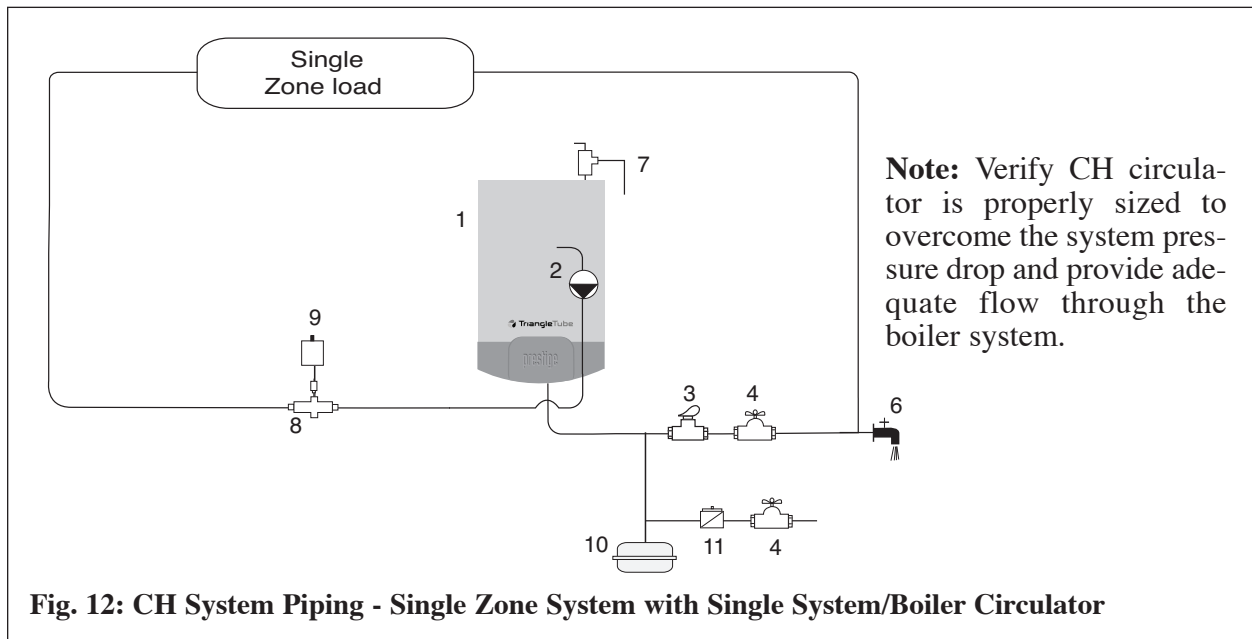 Single
Zone load
7
1
2
TriangleTube
prestige
9
8
3
4
6
10
11
4
Note: Verify CH circula-
tor is properly sized to
overcome the system pres-
sure drop and provide ade-
quate flow through the
boiler system.
Fig. 12: CH System Piping - Single Zone System with Single System/Boiler Circulator